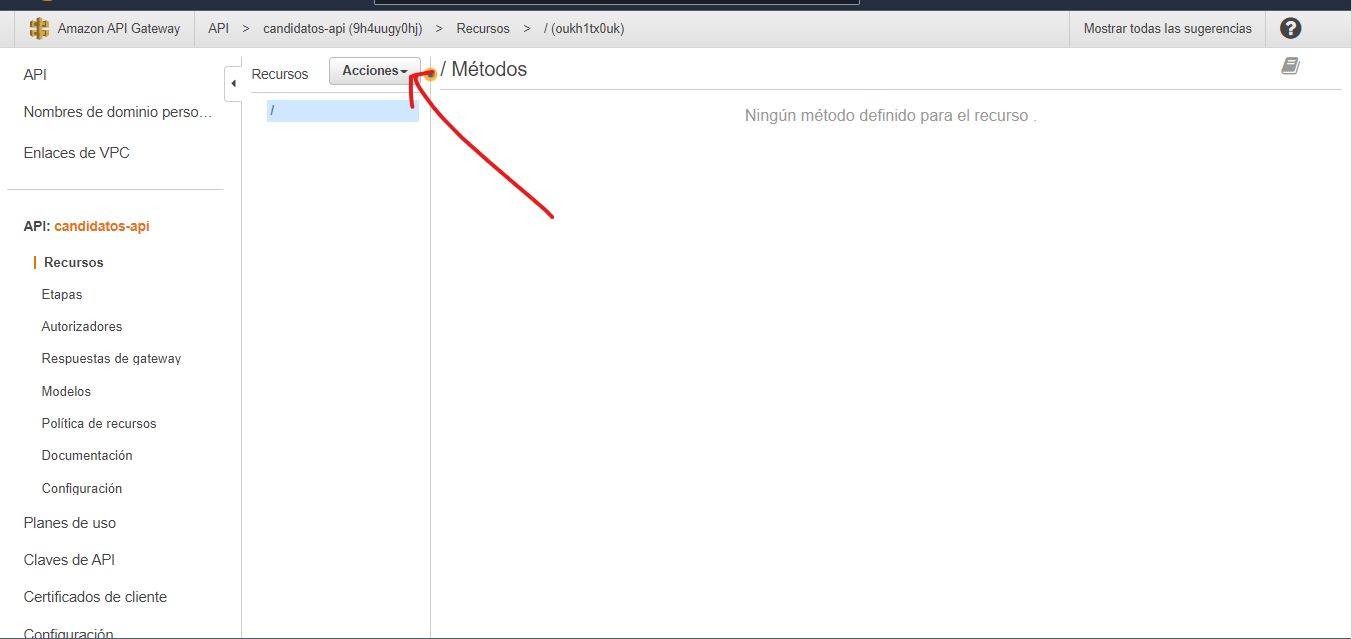 Amazon API Gateway API > candidatos-api (9h4uugy0hj) > Recursos > / (oukh1tx0uk) Mostrar todas las sugerencias ?
API
Nombres de dominio perso...
Enlaces de VPC
API: candidatos-api
Recursos
Etapas
Autorizadores
Respuestas de gateway
Modelos
Política de recursos
Documentación
Configuración
Planes de uso
Claves de API
Certificados de cliente
Configuración
Recursos Acciones
/
/ Métodos
Ningún método definido para el recurso .